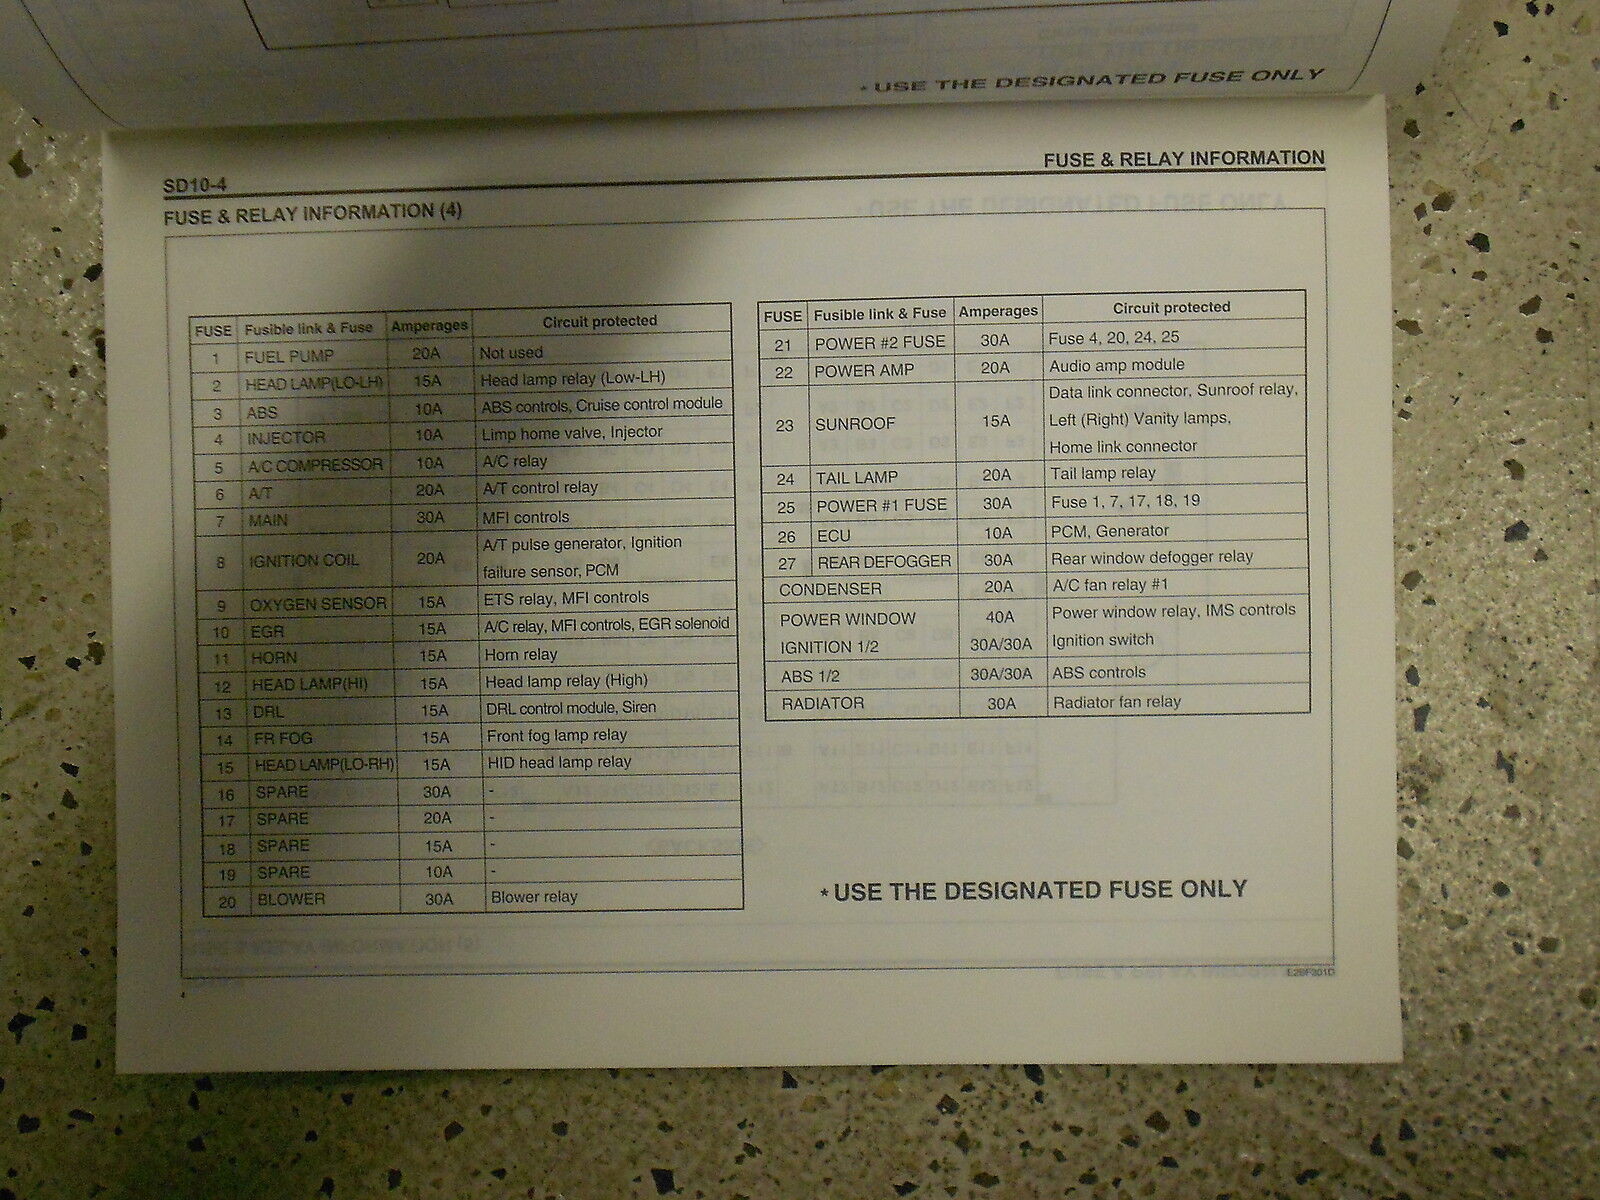 * USE THE DESIGNATED FUSE ONLY
FUSE & RELAY INFORMATION
SD10-4
FUSE & RELAY INFORMATION (4)
FUSE Fusible link & Fuse Amperages Circuit protected
1 FUEL PUMP 20A Not used
2 HEAD LAMP(LO-LH) 15A Head lamp relay (Low-LH)
3 ABS 10A ABS controls, Cruise control module
4 INJECTOR 10A Limp home valve, Injector
5 A/C COMPRESSOR 10A A/C relay
6 A/T 20A A/T control relay
7 MAIN 30A MFI controls
8 IGNITION COIL 20A A/T pulse generator, Ignition
failure sensor, PCM
9 OXYGEN SENSOR 15A ETS relay, MFI controls
10 EGR 15A A/C relay, MFI controls, EGR solenoid
11 HORN 15A Horn relay
12 HEAD LAMP(HI) 15A Head lamp relay (High)
13 DRL 15A DRL control module, Siren
14 FR FOG 15A Front fog lamp relay
15 HEAD LAMP(LO-RH) 15A HID head lamp relay
16 SPARE 30A -
17 SPARE 20A -
18 SPARE 15A -
19 SPARE 10A -
20 BLOWER 30A Blower relay
FUSE Fusible link & Fuse Amperages Circuit protected
21 POWER #2 FUSE 30A Fuse 4, 20, 24, 25
22 POWER AMP 20A Audio amp module
23 SUNROOF 15A Data link connector, Sunroof relay,
Left (Right) Vanity lamps,
Home link connector
24 TAIL LAMP 20A Tail lamp relay
25 POWER #1 FUSE 30A Fuse 1, 7, 17, 18, 19
26 ECU 10A PCM, Generator
27 REAR DEFOGGER 30A Rear window defogger relay
CONDENSER 20A A/C fan relay #1
POWER WINDOW 40A Power window relay, IMS controls
IGNITION 1/2 30A/30A Ignition switch
ABS 1/2 30A/30A ABS controls
RADIATOR 30A Radiator fan relay
* USE THE DESIGNATED FUSE ONLY
E2BF301D